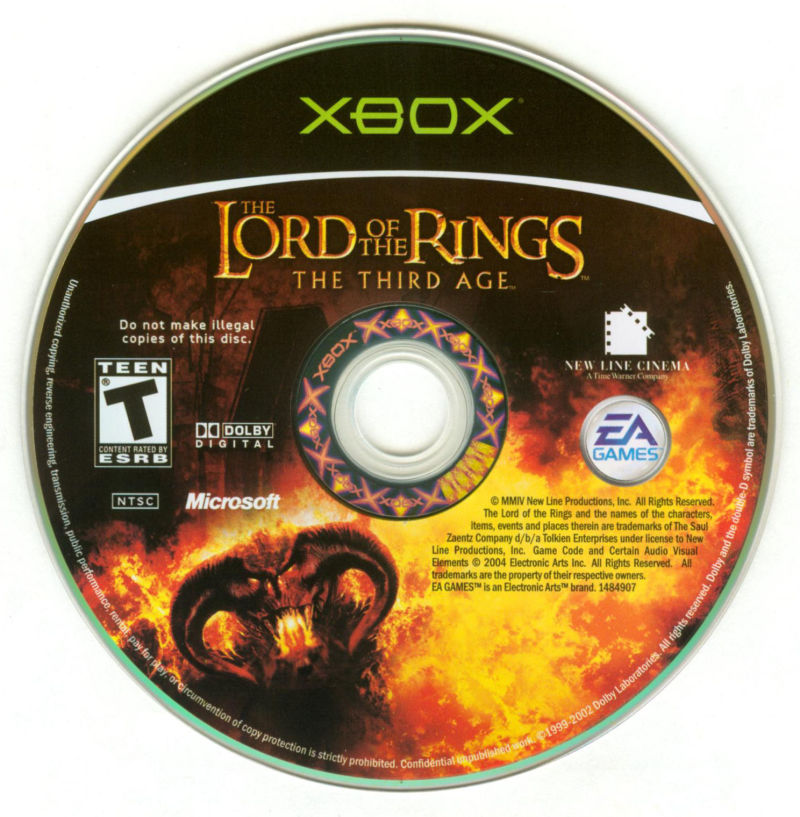 XBOX
THE
LORD OF THE RINGS™
THE THIRD AGE™
Do not make illegal
copies of this disc.
TEEN
T
®
CONTENT RATED BY
ESRB
DOLBY
DIGITAL
NTSC
Microsoft
XBOX
NEW LINE CINEMA
A Time Warner Company
EA
GAMES™
© MMIV New Line Productions, Inc. All Rights Reserved.
The Lord of the Rings and the names of the characters,
items, events and places therein are trademarks of The Saul
Zaentz Company d/b/a Tolkien Enterprises under license to New
Line Productions, Inc. Game Code and Certain Audio Visual
Elements © 2004 Electronic Arts Inc. All Rights Reserved. All
trademarks are the property of their respective owners.
EA GAMES™ is an Electronic Arts™ brand. 1484907
Unauthorized copying, reverse engineering, transmission, public performance, rental, pay for play, or circumvention of copy protection is strictly prohibited. Confidential unpublished work. ©1999-2002 Dolby Laboratories. All rights reserved. Dolby and the double-D symbol are trademarks of Dolby Laboratories.